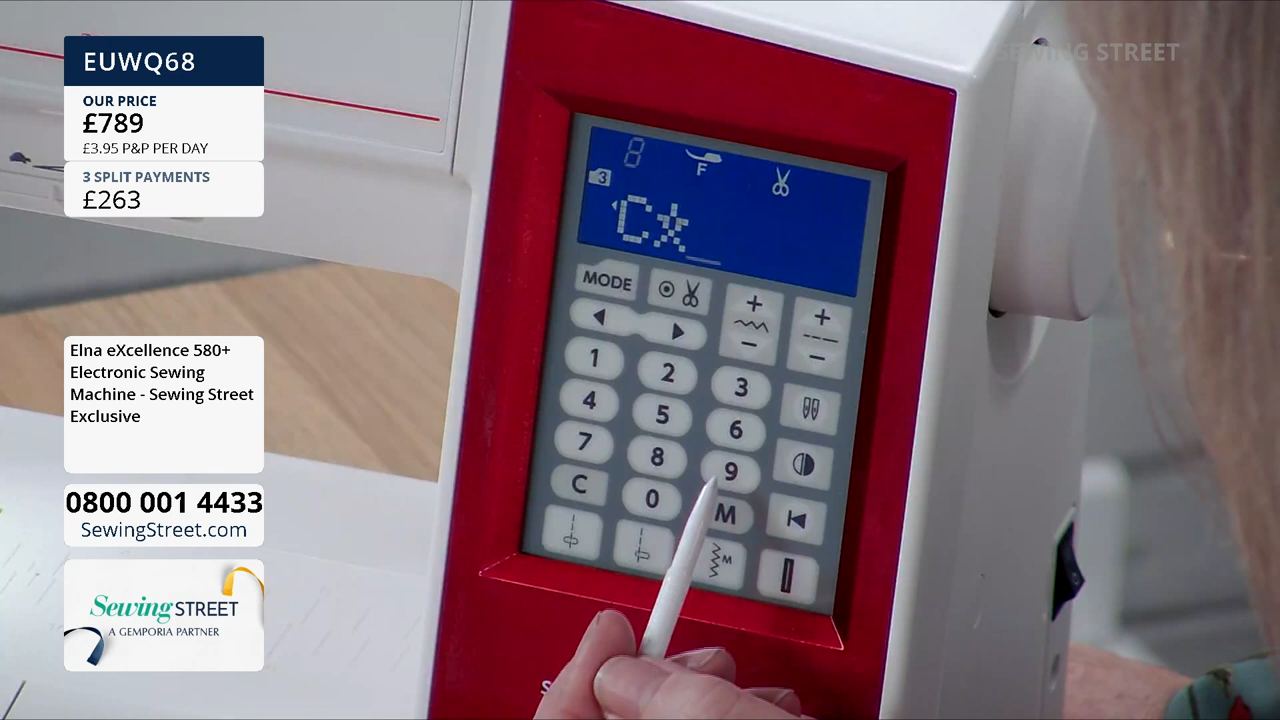 EUWQ68
OUR PRICE
£789
£3.95 P&P PER DAY
3 SPLIT PAYMENTS
£263
Elna eXcellence 580+
Electronic Sewing
Machine - Sewing Street
Exclusive
0800 001 4433
SewingStreet.com
Sewing STREET
A GEMPORIA PARTNER
SEWING STREET
8
F
3
C
MODE
+ +
- -
1 2 3
4 5 6
7 8 9
C 0 M
M